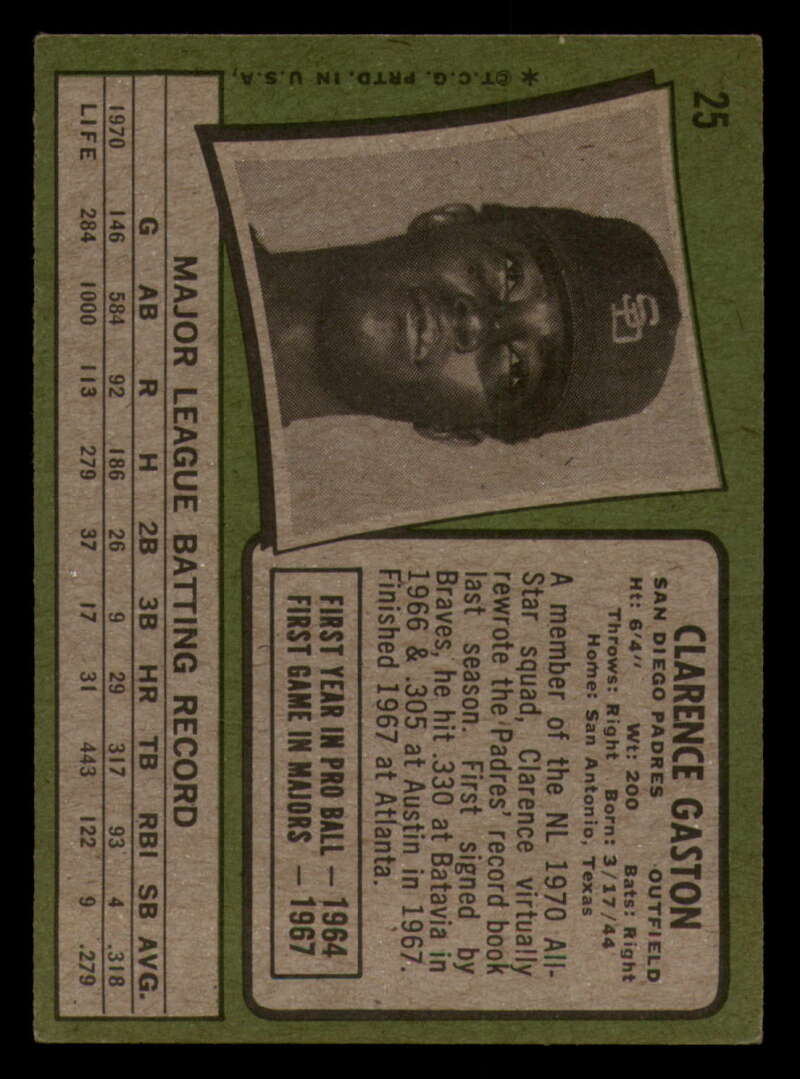 25
CLARENCE GASTON
SAN DIEGO PADRES OUTFIELD
Ht: 6'4" Wt: 200 Bats: Right
Throws: Right Born: 3/17/44
Home: San Antonio, Texas
A member of the NL 1970 All-
Star squad, Clarence virtually
rewrote the Padres' record book
last season. First signed by
Braves, he hit .330 at Batavia in
1966 & .305 at Austin in 1967.
Finished 1967 at Atlanta.
FIRST YEAR IN PRO BALL — 1964
FIRST GAME IN MAJORS — 1967
SD
MAJOR LEAGUE BATTING RECORD
G AB R H 2B 3B HR TB RBI SB AVG.
1970 146 584 92 186 26 9 29 317 93 4 .318
LIFE 284 1000 113 279 37 17 31 443 122 9 .279
*©T.C.G. PRTD. IN U.S.A.